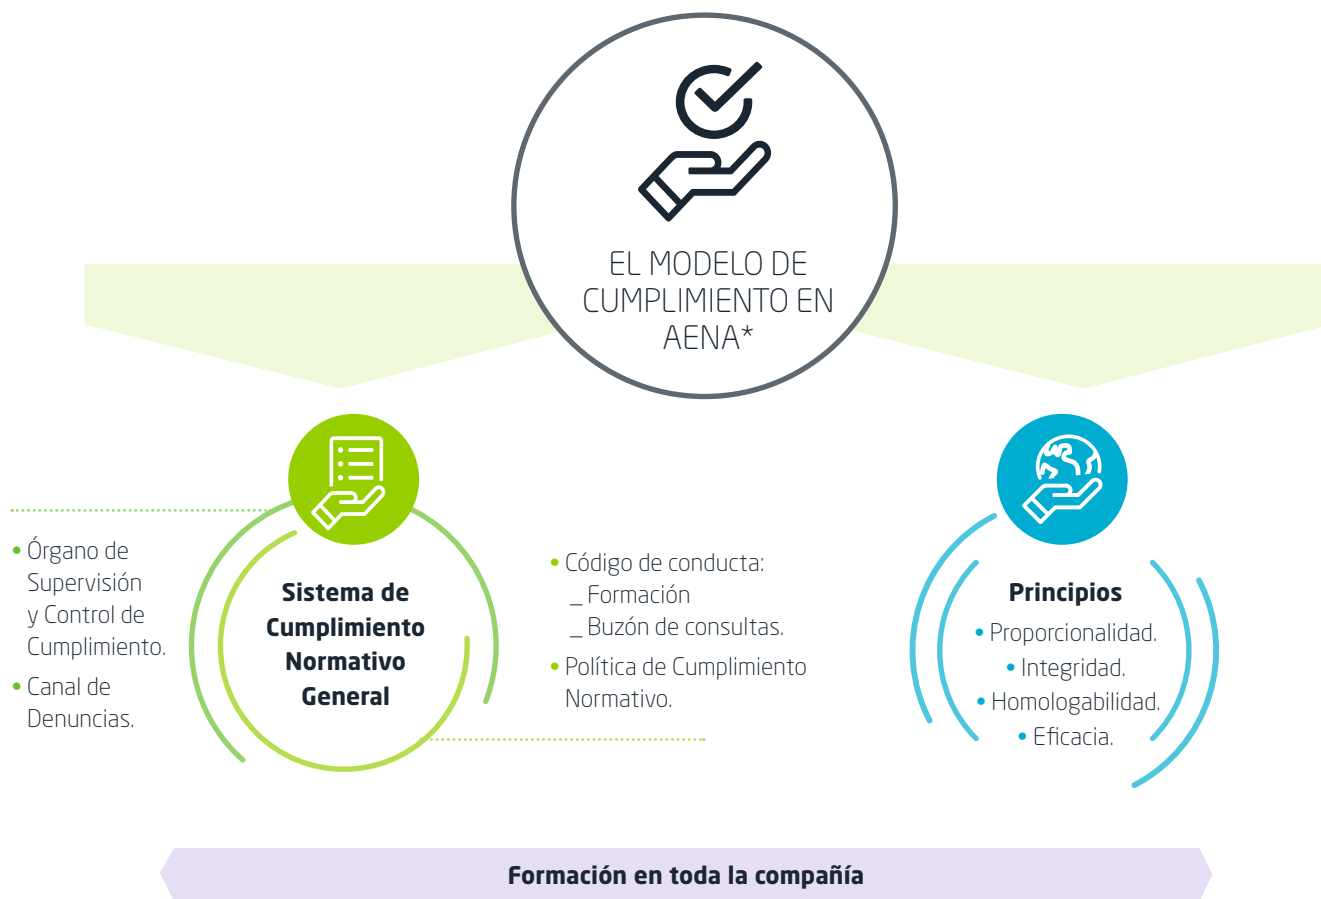 EL MODELO DE
CUMPLIMIENTO EN
AENA*
• Órgano de
Supervisión
y Control de
Cumplimiento.
• Canal de
Denuncias.
Sistema de
Cumplimiento
Normativo
General
• Código de conducta:
_ Formación
_ Buzón de consultas.
• Política de Cumplimiento
Normativo.
Principios
• Proporcionalidad.
• Integridad.
• Homologabilidad.
• Eficacia.
Formación en toda la compañía